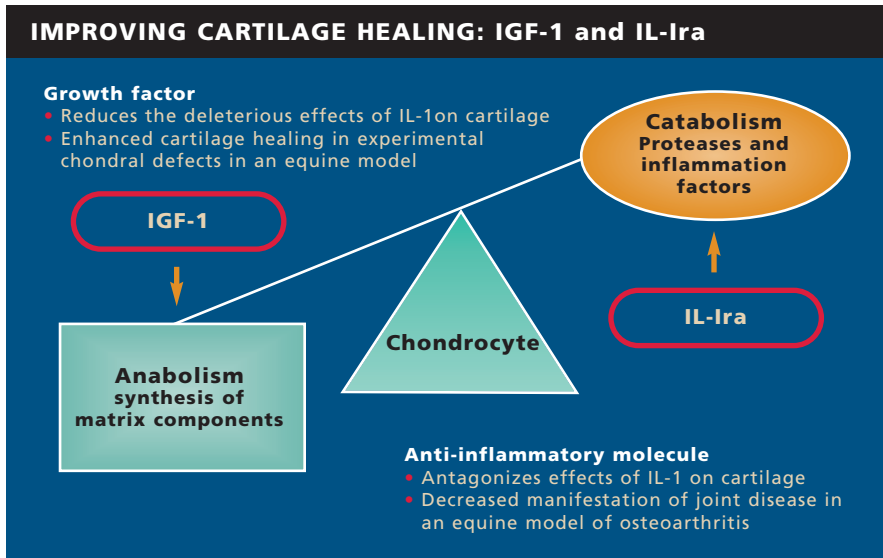 IMPROVING CARTILAGE HEALING: IGF-1 and IL-Ira
Growth factor
• Reduces the deleterious effects of IL-1on cartilage
• Enhanced cartilage healing in experimental
chondral defects in an equine model
IGF-1
Catabolism
Proteases and
inflammation
factors
IL-Ira
Chondrocyte
Anabolism
synthesis of
matrix components
Anti-inflammatory molecule
• Antagonizes effects of IL-1 on cartilage
• Decreased manifestation of joint disease in
an equine model of osteoarthritis